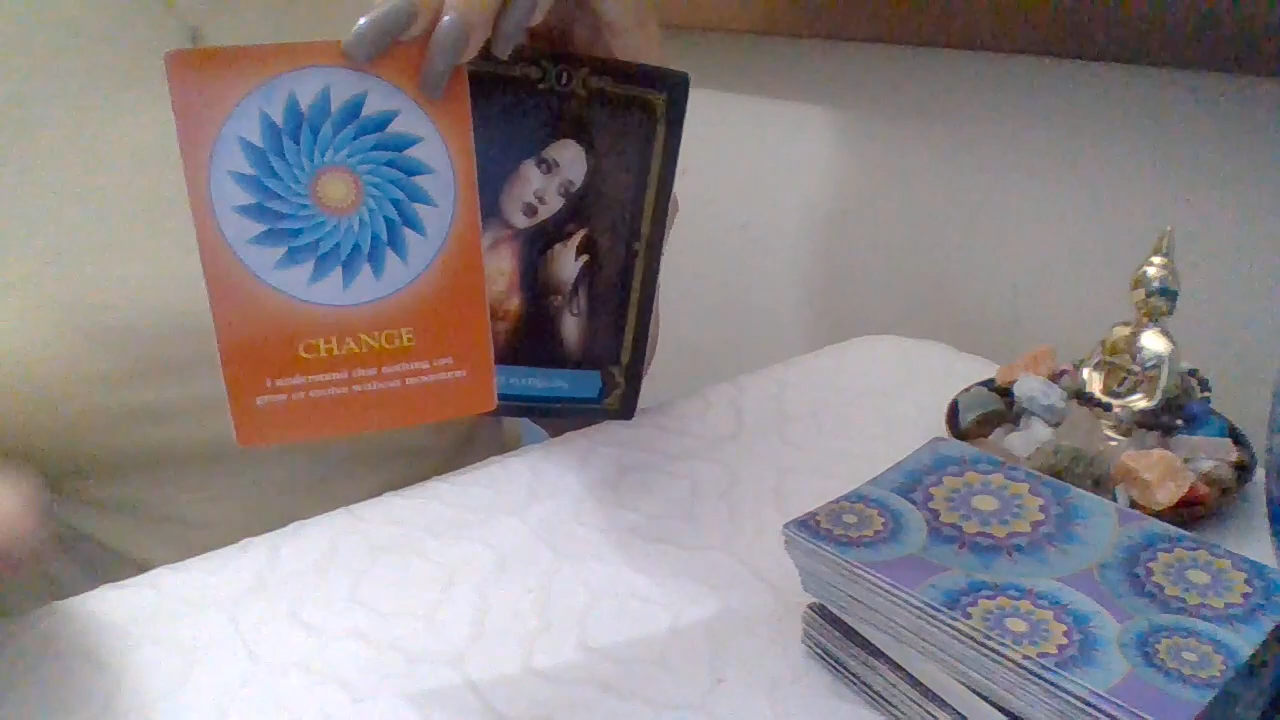 CHANGE
I understand that nothing can
grow or evolve without movement